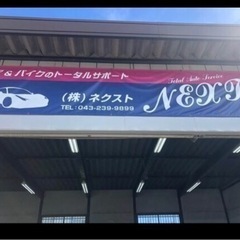 & バイクのトータルサポート
Total Auto Service
(株)ネクスト
TEL:043-239-9899